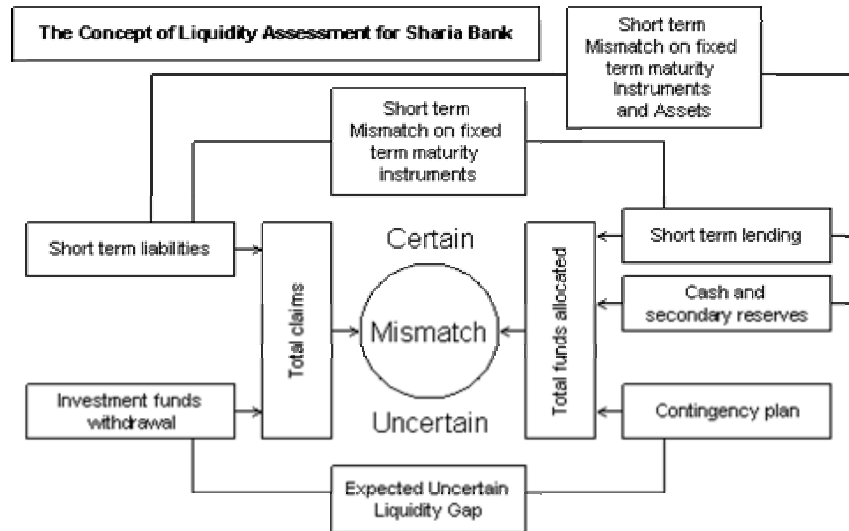 The Concept of Liquidity Assessment for Sharia Bank
Short term
Mismatch on fixed
term maturity
Instruments
and Assets
Short term
Mismatch on fixed
term maturity
instruments
Short term liabilities
Total claims
Certain
Mismatch
Uncertain
Total funds allocated
Short term lending
Cash and
secondary reserves
Investment funds
withdrawal
Contingency plan
Expected Uncertain
Liquidity Gap